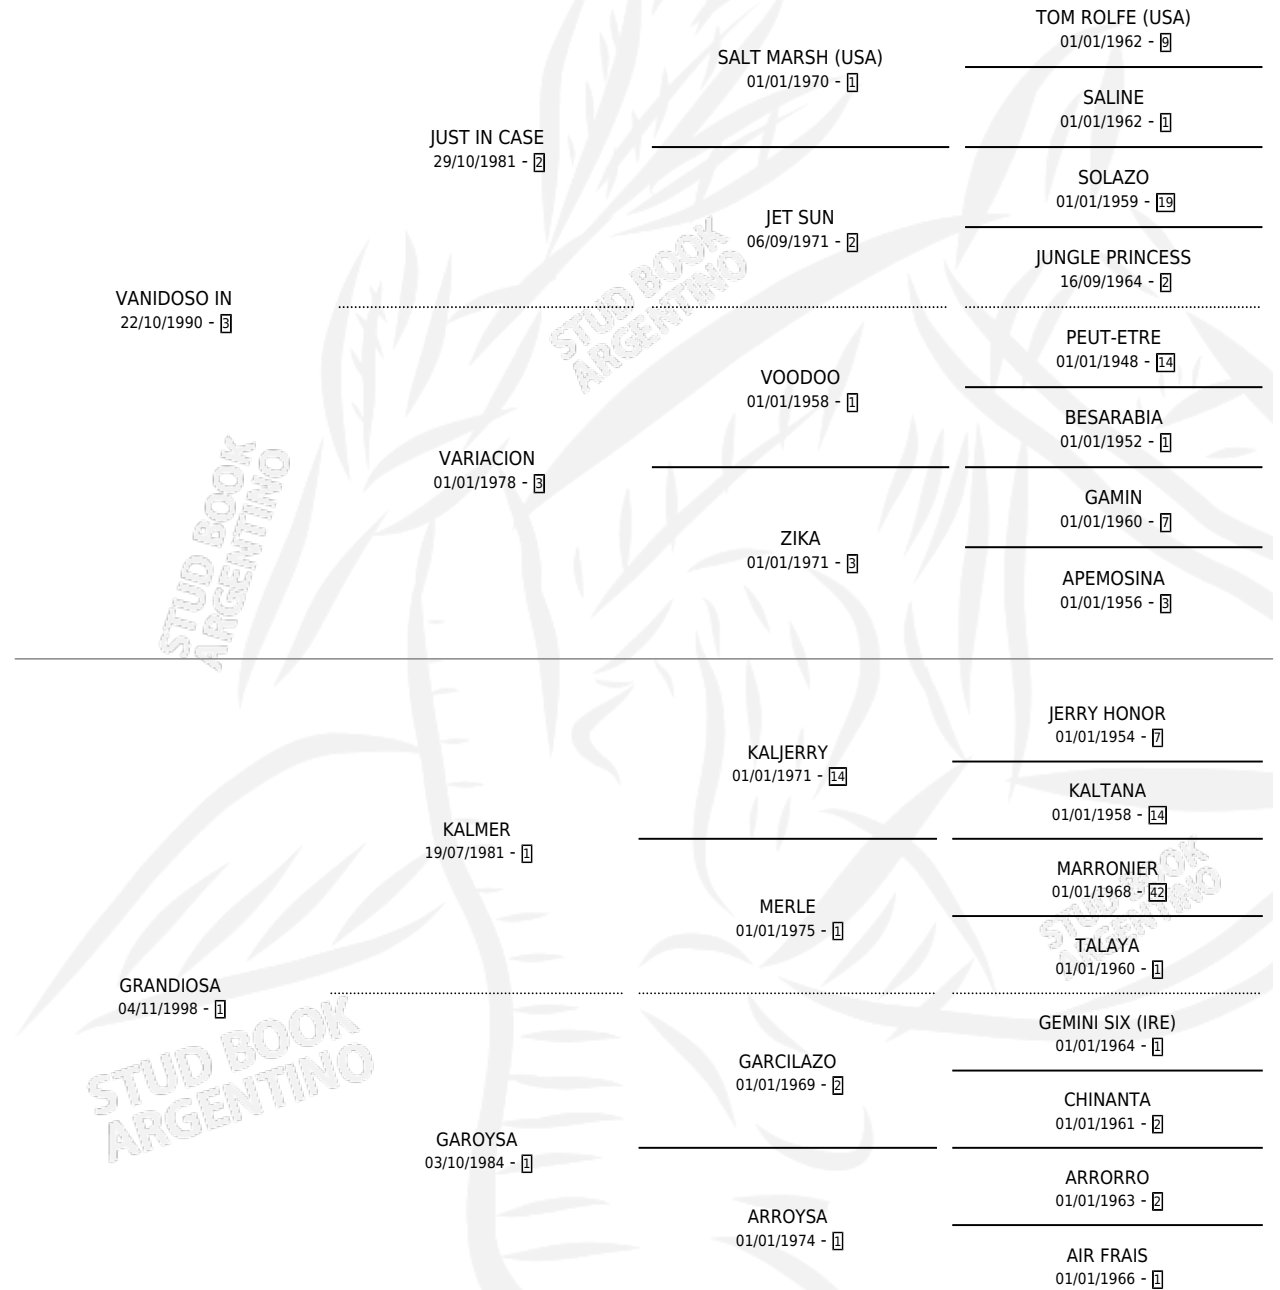 TOM ROLFE (USA)
01/01/1962 - 9
SALT MARSH (USA)
01/01/1970 - 1
SALINE
01/01/1962 - 1
JUST IN CASE
29/10/1981 - 2
SOLAZO
01/01/1959 - 19
JET SUN
06/09/1971 - 2
JUNGLE PRINCESS
16/09/1964 - 2
VANIDOSO IN
22/10/1990 - 3
PEUT-ETRE
01/01/1948 - 14
VOODOO
01/01/1958 - 1
BESARABIA
01/01/1952 - 1
VARIACION
01/01/1978 - 3
GAMIN
01/01/1960 - 7
ZIKA
01/01/1971 - 3
APEMOSINA
01/01/1956 - 3
JERRY HONOR
01/01/1954 - 7
KALJERRY
01/01/1971 - 14
KALTANA
01/01/1958 - 14
KALMER
19/07/1981 - 1
MARRONIER
01/01/1968 - 42
MERLE
01/01/1975 - 1
TALAYA
01/01/1960 - 1
GRANDIOSA
04/11/1998 - 1
GEMINI SIX (IRE)
01/01/1964 - 1
GARCILAZO
01/01/1969 - 2
CHINANTA
01/01/1961 - 2
GAROYSA
03/10/1984 - 1
ARRORRO
01/01/1963 - 2
ARROYSA
01/01/1974 - 1
AIR FRAIS
01/01/1966 - 1
STUD BOOK
ARGENTINO
STUD BOOK
ARGENTINO
STUD BOOK
ARGENTINO
STUD BOOK
ARGENTINO